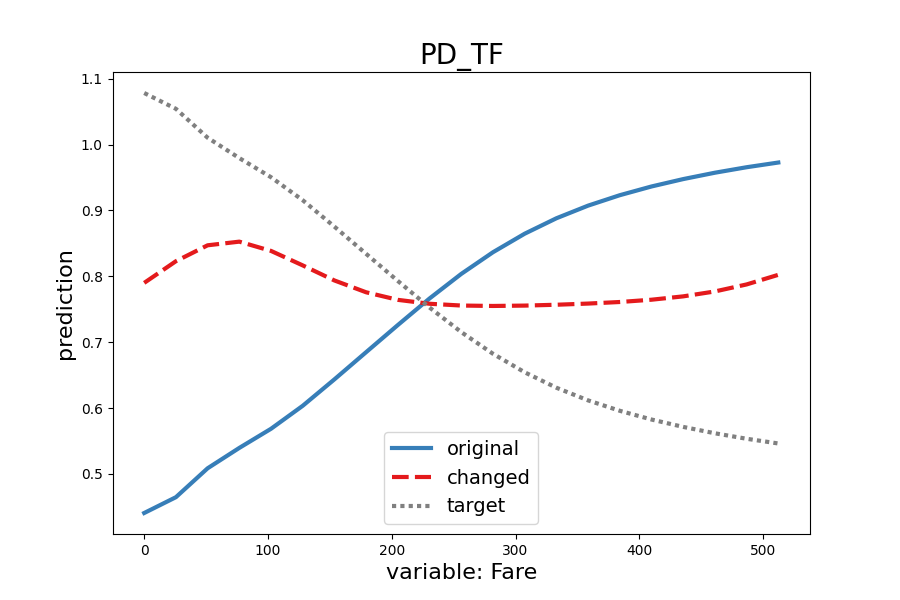 PD_TF
1.1
1.0
0.9
0.8
0.7
0.6
0.5
prediction
original
changed
target
0 100 200 300 400 500
variable: Fare